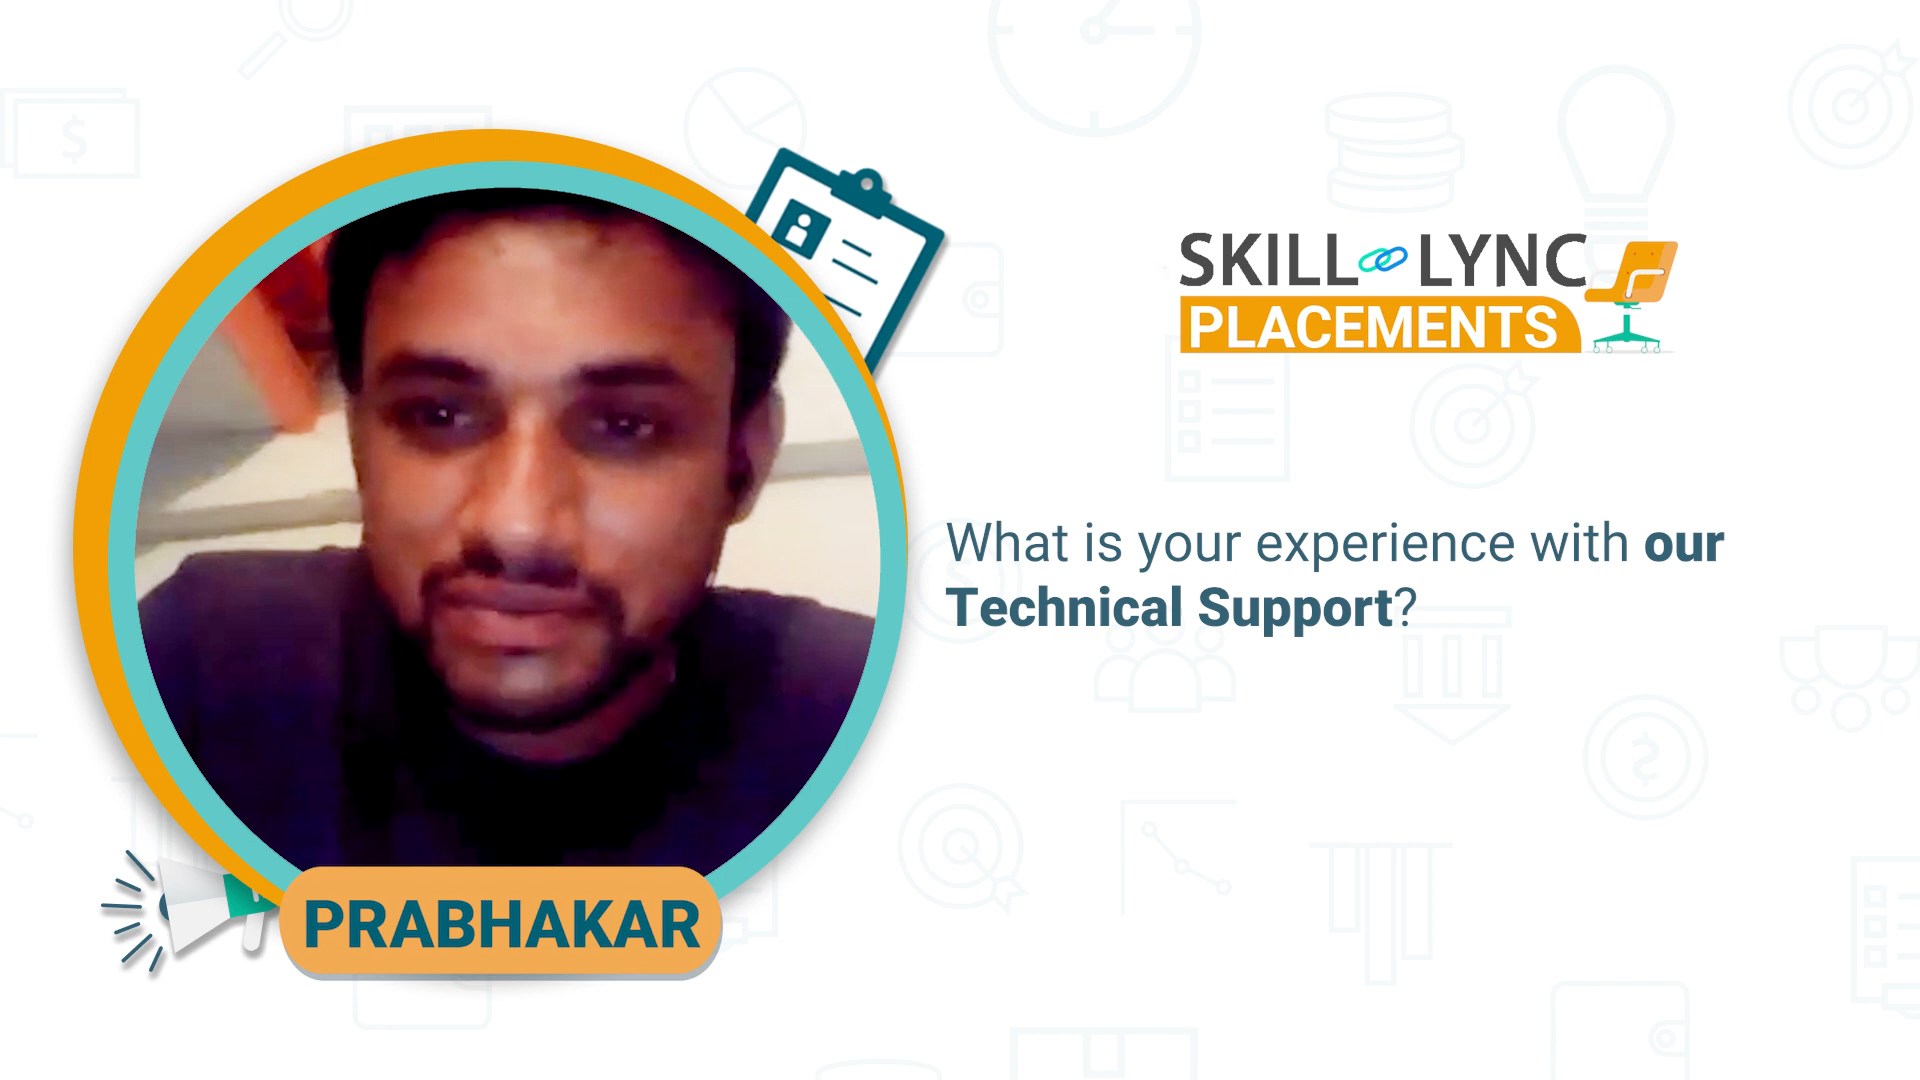 SKILL LYNC
PLACEMENTS
What is your experience with our
Technical Support?
PRABHAKAR